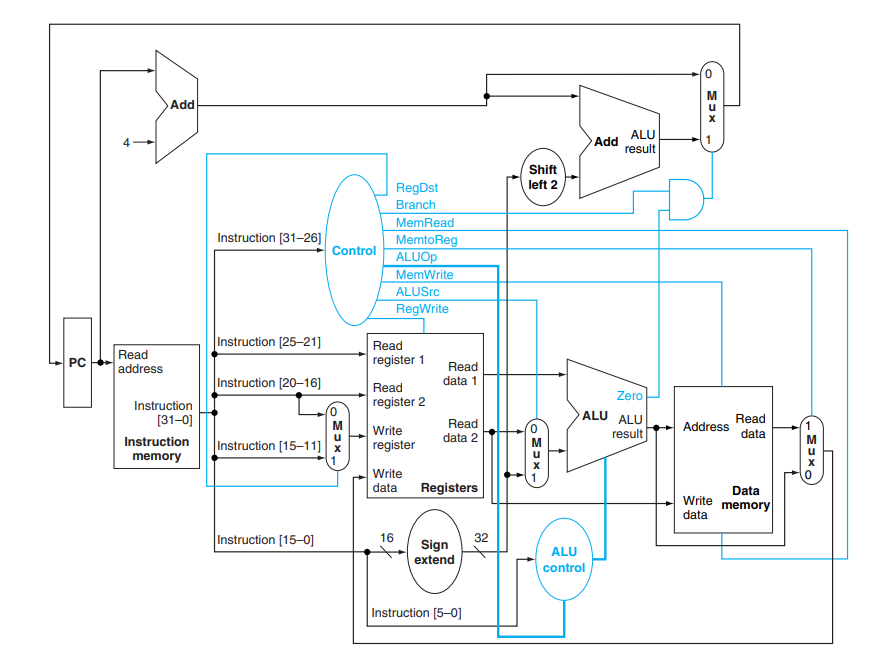 0
M
u
x
1
Add
4
Add
ALU
result
Shift
left 2
RegDst
Branch
MemRead
MemtoReg
ALUOp
MemWrite
ALUSrc
RegWrite
Control
Instruction [31–26]
Instruction [25–21]
Instruction [20–16]
Instruction [15–11]
Instruction [15–0]
Instruction [5–0]
PC
Read
address
Instruction
[31–0]
Instruction
memory
0
M
u
x
1
Read
register 1
Read
register 2
Write
register
Write
data
Read
data 1
Read
data 2
Registers
0
M
u
x
1
Zero
ALU
ALU
result
Address
Read
data
Write
data
Data
memory
1
M
u
x
0
16
Sign
extend
32
ALU
control